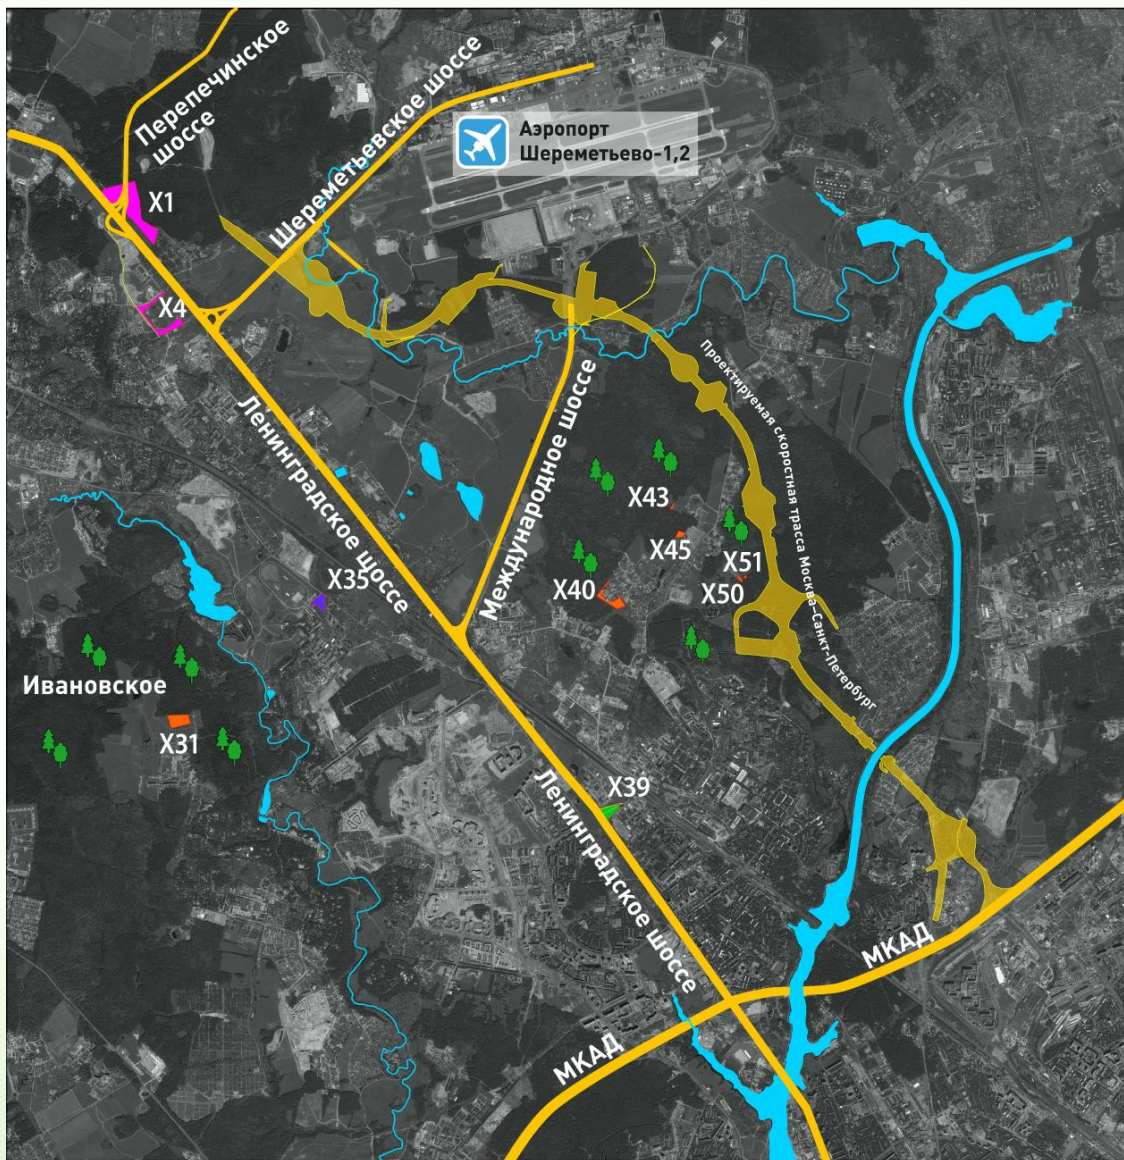 Перепечинское
шоссе
Шереметьевское шоссе
Аэропорт
Шереметьево-1,2
X1
X4
Ленинградское шоссе
Международное шоссе
Проектируемая скоростная трасса Москва–Санкт-Петербург
X43
X45
X51
X50
X40
X35
Ивановское
X31
X39
Ленинградское шоссе
МКАД
МКАД